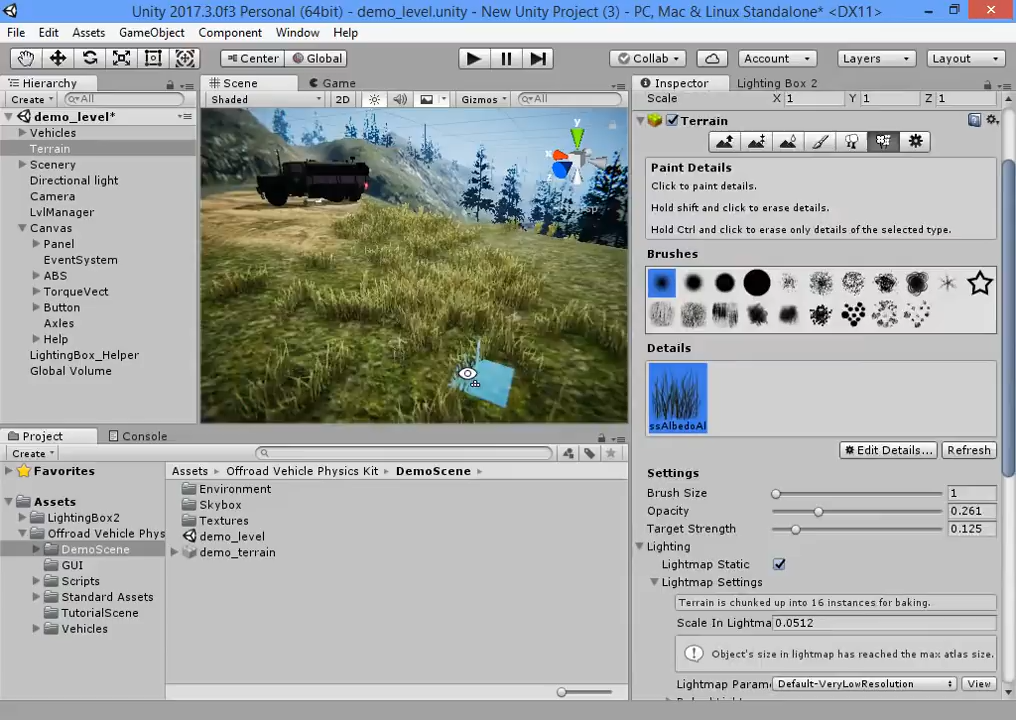 Unity 2017.3.0f3 Personal (64bit) - demo_level.unity - New Unity Project (3) - PC, Mac & Linux Standalone* <DX11>
File Edit Assets GameObject Component Window Help
Center Global Collab Account Layers Layout
Hierarchy
Create All
demo_level*
Vehicles
Terrain
Scenery
Directional light
Camera
LvlManager
Canvas
Panel
EventSystem
ABS
TorqueVect
Button
Axles
Help
LightingBox_Helper
Global Volume
Scene Game
Shaded 2D Gizmos All
y
x
z
Inspector Lighting Box 2
Scale X 1 Y 1 Z 1
Terrain
Paint Details
Click to paint details.
Hold shift and click to erase details.
Hold Ctrl and click to erase only details of the selected type.
Brushes
Details
ssAlbedoAl
Edit Details... Refresh
Settings
Brush Size 1
Opacity 0.261
Target Strength 0.125
Lighting
Lightmap Static
Lightmap Settings
Terrain is chunked up into 16 instances for baking.
Scale In Lightma 0.0512
Object's size in lightmap has reached the max atlas size.
Lightmap Param Default-VeryLowResolution View
Project Console
Create
Favorites
Assets
LightingBox2
Offroad Vehicle Phys
DemoScene
GUI
Scripts
Standard Assets
TutorialScene
Vehicles
Assets Offroad Vehicle Physics Kit DemoScene
Environment
Skybox
Textures
demo_level
demo_terrain